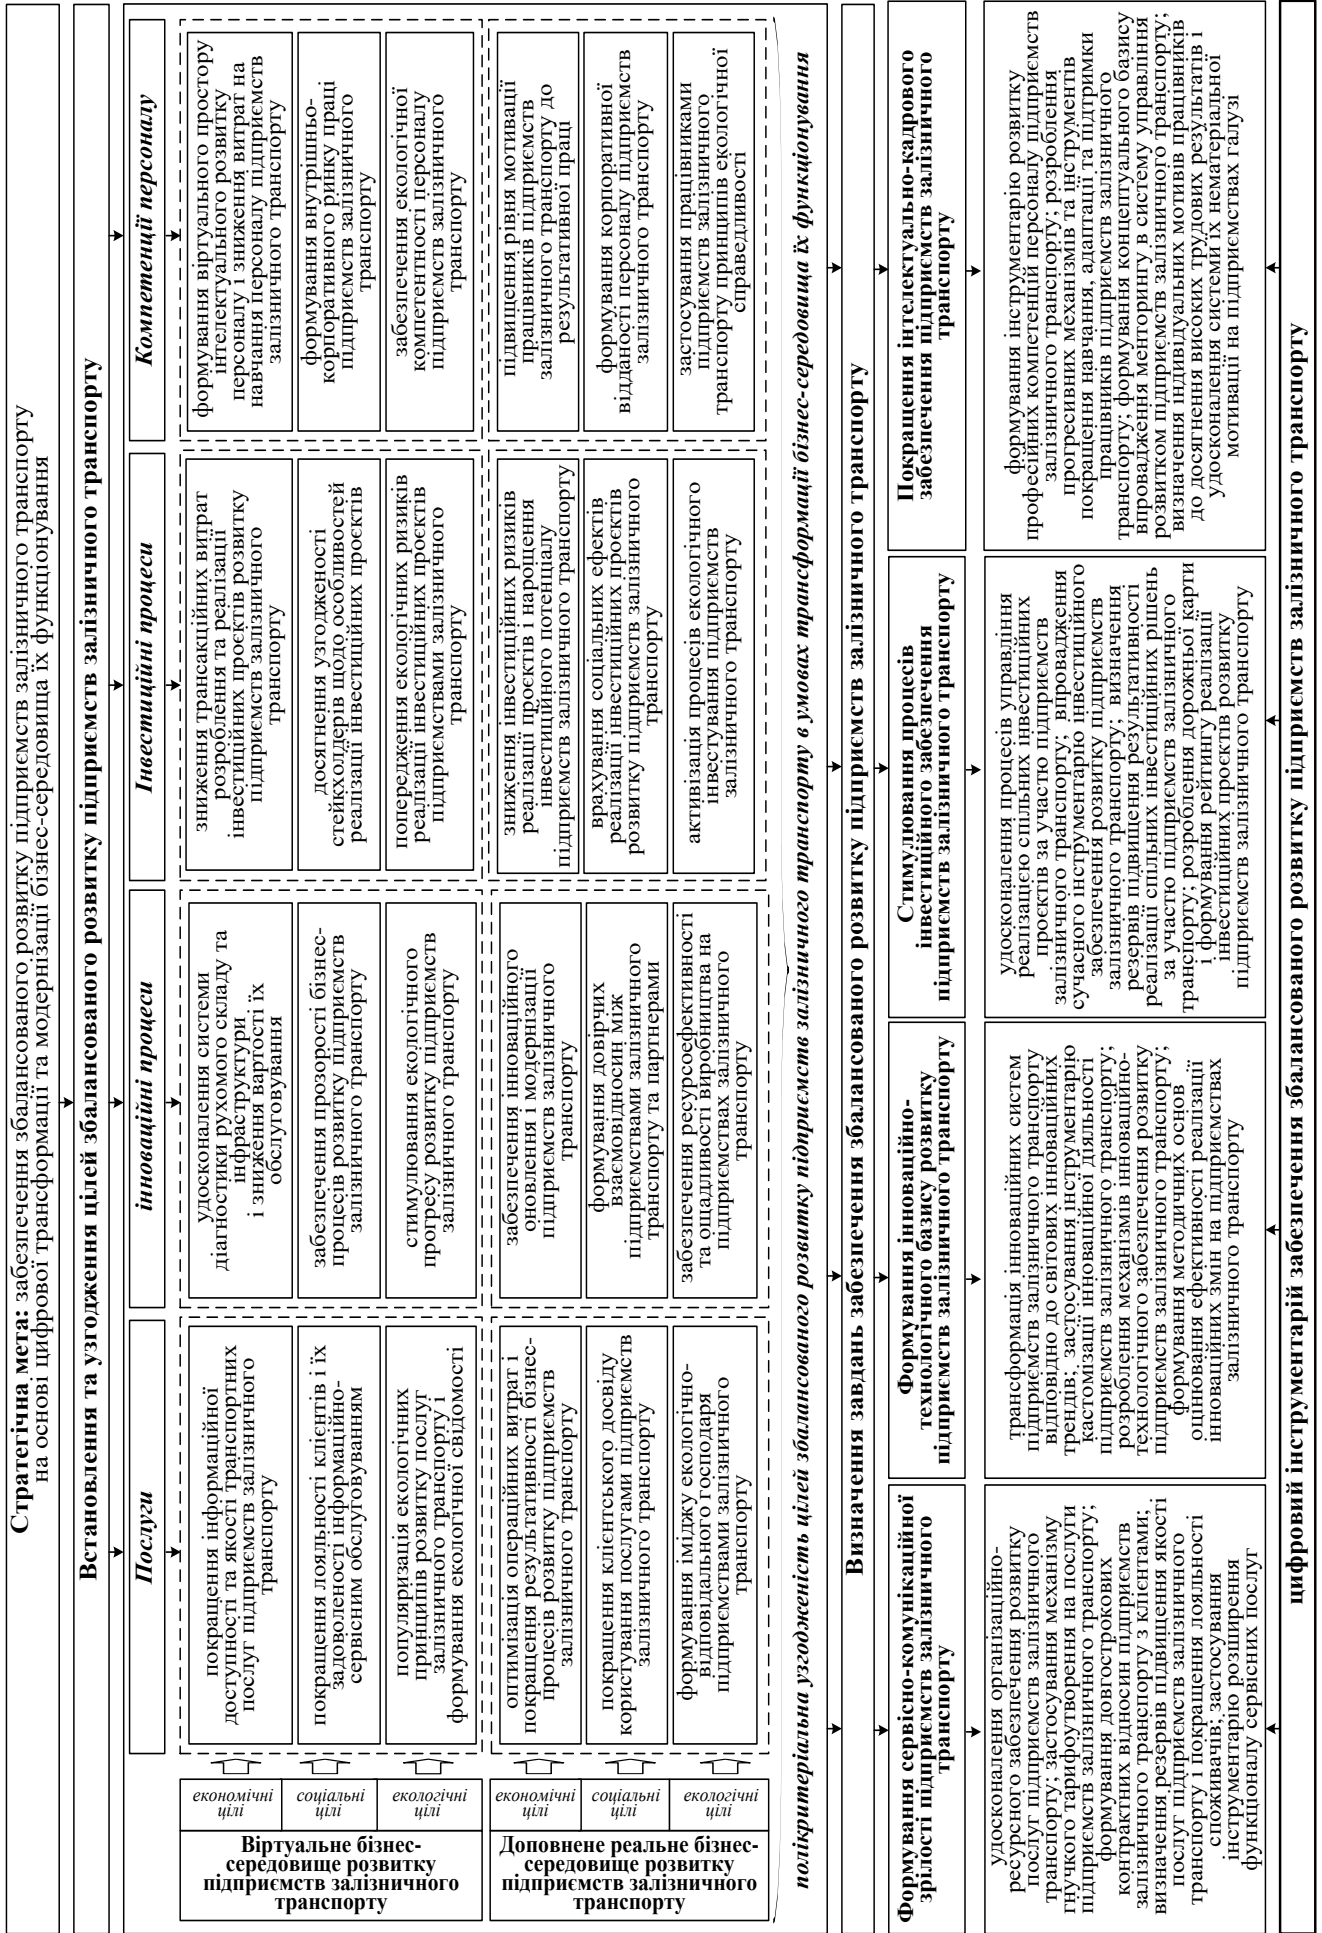 Стратегічна мета: забезпечення збалансованого розвитку підприємств залізничного транспорту
на основі цифрової трансформації та модернізації бізнес-середовища їх функціонування
Встановлення та узгодження цілей збалансованого розвитку підприємств залізничного транспорту
Послуги
інноваційні процеси
Інвестиційні процеси
Компетенції персоналу
Віртуальне бізнес-
середовище розвитку
підприємств залізничного
транспорту
економічні
цілі
покращення інформаційної
доступності та якості транспортних
послуг підприємств залізничного
транспорту
удосконалення системи
діагностики рухомого складу та
інфраструктури
і зниження вартості їх
обслуговування
зниження трансакційних витрат
розроблення та реалізації
інвестиційних проєктів розвитку
підприємств залізничного
транспорту
формування віртуального простору
інтелектуального розвитку
персоналу і зниження витрат на
навчання персоналу підприємств
залізничного транспорту
соціальні
цілі
покращення лояльності клієнтів і їх
задоволеності інформаційно-
сервісним обслуговуванням
забезпечення прозорості бізнес-
процесів розвитку підприємств
залізничного транспорту
досягнення узгодженості
стейкхолдерів щодо особливостей
реалізації інвестиційних проєктів
формування внутрішньо-
корпоративного ринку праці
підприємств залізничного
транспорту
екологічні
цілі
популяризація екологічних
принципів розвитку послуг
залізничного транспорту і
формування екологічної свідомості
стимулювання екологічного
прогресу розвитку підприємств
залізничного транспорту
попередження екологічних ризиків
реалізації інвестиційних проєктів
підприємствами залізничного
транспорту
забезпечення екологічної
компетентності персоналу
підприємств залізничного
транспорту
Доповнене реальне бізнес-
середовище розвитку
підприємств залізничного
транспорту
економічні
цілі
оптимізація операційних витрат і
покращення результативності бізнес-
процесів розвитку підприємств
залізничного транспорту
забезпечення інноваційного
оновлення і модернізації
підприємств залізничного
транспорту
зниження інвестиційних ризиків
реалізації проєктів і нарощення
інвестиційного потенціалу
підприємств залізничного транспорту
підвищення рівня мотивації
працівників підприємств
залізничного транспорту до
результативної праці
соціальні
цілі
покращення клієнтського досвіду
користування послугами підприємств
залізничного транспорту
формування довірчих
взаємовідносин між
підприємствами залізничного
транспорту та партнерами
врахування соціальних ефектів
реалізації інвестиційних проєктів
розвитку підприємств залізничного
транспорту
формування корпоративної
відданості персоналу підприємств
залізничного транспорту
екологічні
цілі
формування іміджу екологічно-
відповідального господаря
підприємствами залізничного
транспорту
забезпечення ресурсоефективності
та ощадливості виробництва на
підприємствах залізничного
транспорту
активізація процесів екологічного
інвестування підприємств
залізничного транспорту
застосування працівниками
підприємств залізничного
транспорту принципів екологічної
справедливості
полікритеріальна узгодженість цілей збалансованого розвитку підприємств залізничного транспорту в умовах трансформації бізнес-середовища їх функціонування
Визначення завдань забезпечення збалансованого розвитку підприємств залізничного транспорту
Формування сервісно-комунікаційної
зрілості підприємств залізничного
транспорту
Формування інноваційно-
технологічного базису розвитку
підприємств залізничного транспорту
Стимулювання процесів
інвестиційного забезпечення
підприємств залізничного транспорту
Покращення інтелектуально-кадрового
забезпечення підприємств залізничного
транспорту
удосконалення організаційно-
ресурсного забезпечення розвитку
послуг підприємств залізничного
транспорту; застосування механізму
гнучкого тарифоутворення на послуги
підприємств залізничного транспорту;
формування довгострокових
контрактних відносин підприємств
залізничного транспорту з клієнтами;
визначення резервів підвищення якості
послуг підприємств залізничного
транспорту і покращення лояльності
споживачів; застосування
інструментарію розширення
функціоналу сервісних послуг
трансформація інноваційних систем
підприємств залізничного транспорту
відповідно до світових інноваційних
трендів; застосування інструментарію
кастомізації інноваційної діяльності
підприємств залізничного транспорту;
розроблення механізмів інноваційно-
технологічного забезпечення розвитку
підприємств залізничного транспорту;
формування методичних основ
оцінювання ефективності реалізації
інноваційних змін на підприємствах
залізничного транспорту
удосконалення процесів управління
реалізацією спільних інвестиційних
проєктів за участю підприємств
залізничного транспорту; впровадження
сучасного інструментарію інвестиційного
забезпечення розвитку підприємств
залізничного транспорту; визначення
резервів підвищення результативності
реалізації спільних інвестиційних рішень
за участю підприємств залізничного
транспорту; розроблення дорожньої карти
і формування рейтингу реалізації
інвестиційних проєктів розвитку
підприємств залізничного транспорту
формування інструментарію розвитку
професійних компетенцій персоналу підприємств
залізничного транспорту; розроблення
прогресивних механізмів та інструментів
покращення навчання, адаптації та підтримки
працівників підприємств залізничного
транспорту; формування концептуального базису
впровадження менторингу в систему управління
розвитком підприємств залізничного транспорту;
визначення індивідуальних мотивів працівників
до досягнення високих трудових результатів і
удосконалення системи їх нематеріальної
мотивації на підприємствах галузі
цифровий інструментарій забезпечення збалансованого розвитку підприємств залізничного транспорту